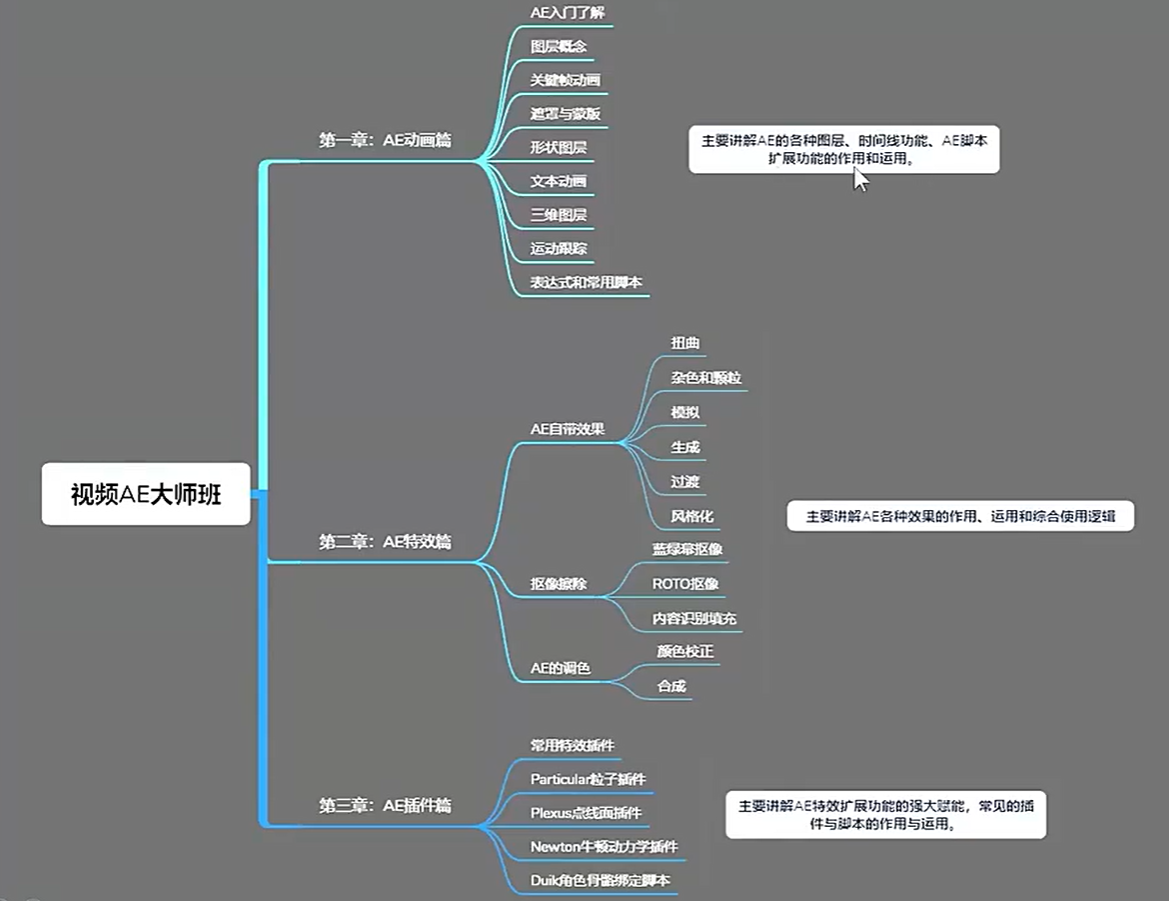 视频AE大师班
第一章：AE动画篇
AE入门了解
图层概念
关键帧动画
遮罩与蒙版
形状图层
文本动画
三维图层
运动跟踪
表达式和常用脚本
主要讲解AE的各种图层、时间线功能、AE脚本
扩展功能的作用和运用。
第二章：AE特效篇
AE自带效果
扭曲
杂色和颗粒
模拟
生成
过渡
风格化
抠像擦除
蓝绿幕抠像
ROTO抠像
内容识别填充
AE的调色
颜色校正
合成
主要讲解AE各种效果的作用、运用和综合使用逻辑
第三章：AE插件篇
常用特效插件
Particular粒子插件
Plexus点线面插件
Newton牛顿动力学插件
Duik角色骨骼绑定脚本
主要讲解AE特效扩展功能的强大赋能，常见的插
件与脚本的作用与运用。